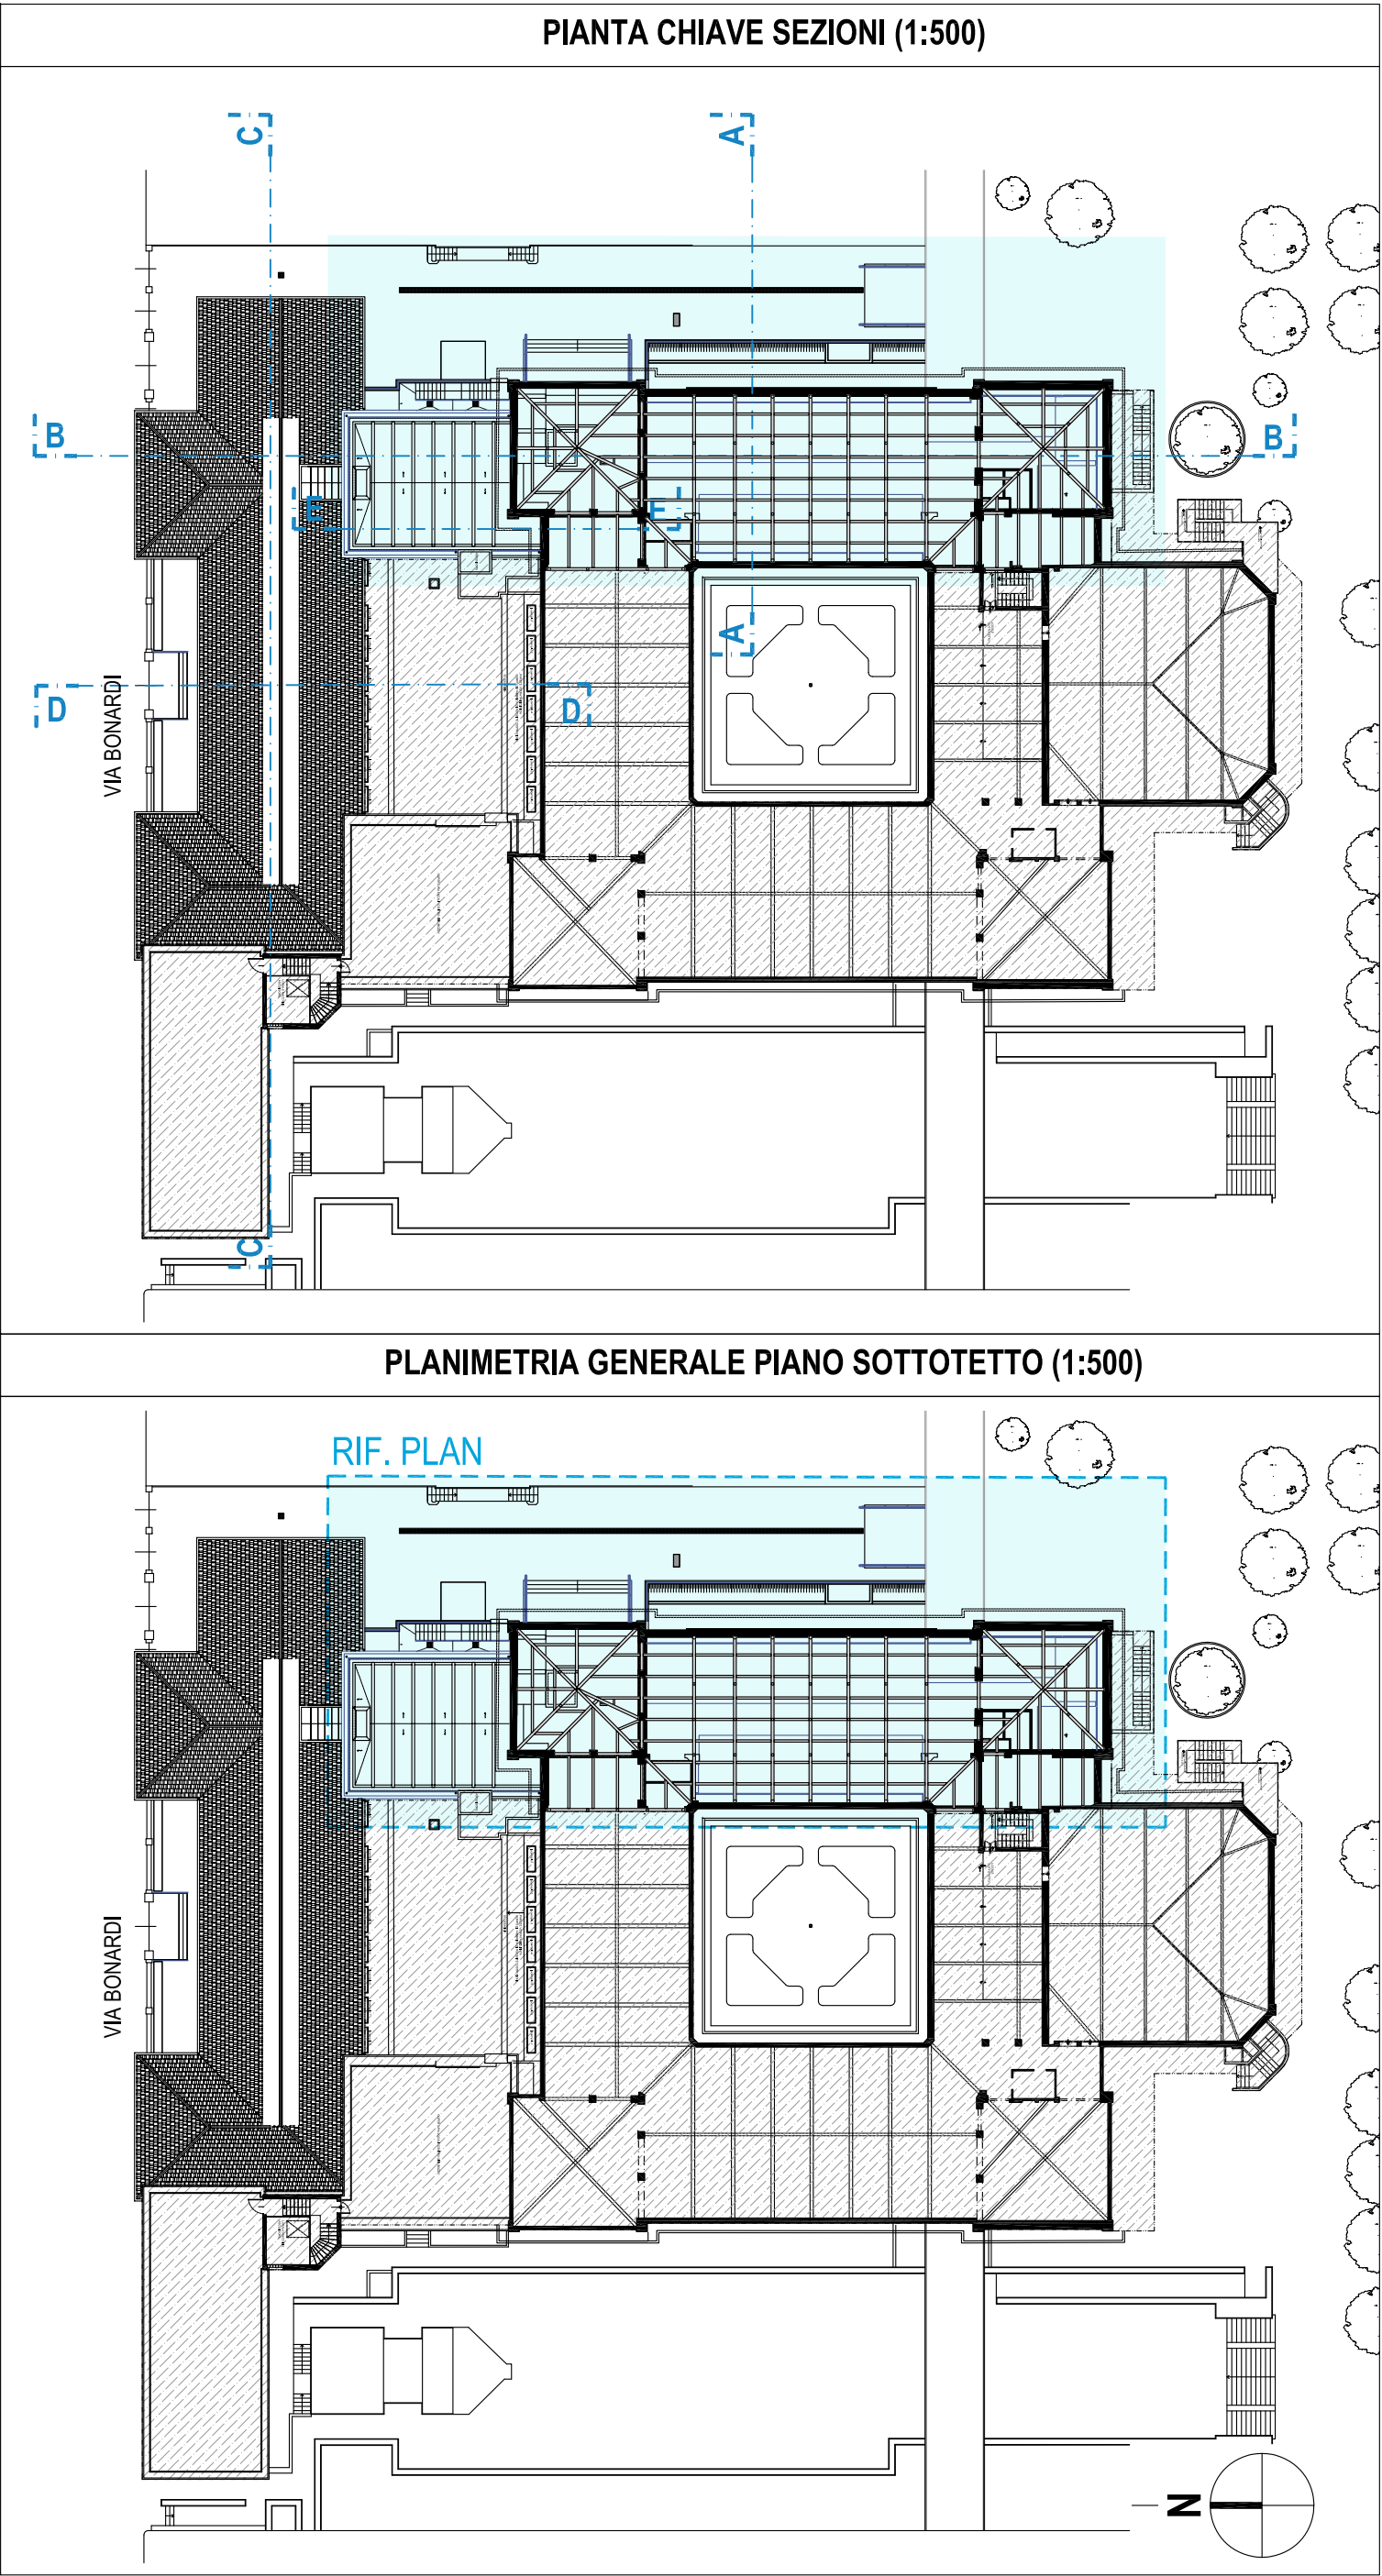 PIANTA CHIAVE SEZIONI (1:500)
C
A
B
B
E
E
A
D
D
VIA BONARDI
C
PLANIMETRIA GENERALE PIANO SOTTOTETTO (1:500)
RIF. PLAN
VIA BONARDI
N